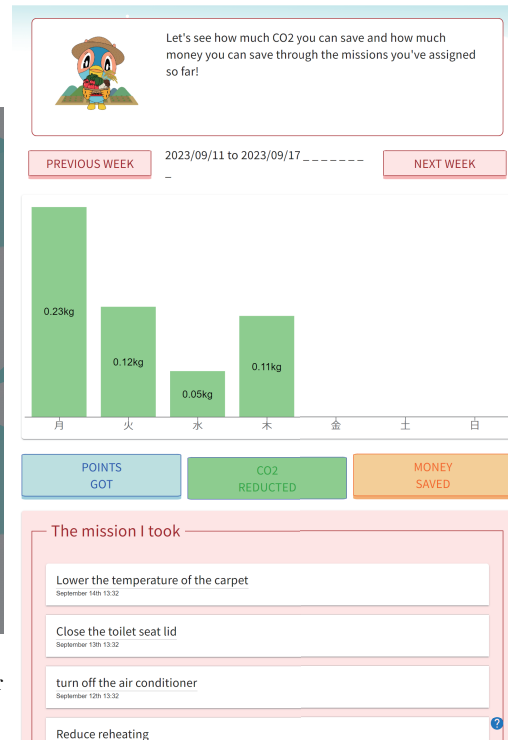 Let's see how much CO2 you can save and how much
money you can save through the missions you've assigned
so far!
PREVIOUS WEEK
2023/09/11 to 2023/09/17 _ _ _ _ _ _ _
_
NEXT WEEK
0.23kg
0.12kg
0.05kg
0.11kg
月 火 水 木 金 土 日
POINTS
GOT
CO2
REDUCTED
MONEY
SAVED
The mission I took
Lower the temperature of the carpet
September 14th 13:32
Close the toilet seat lid
September 13th 13:32
turn off the air conditioner
September 12th 13:32
?
Reduce reheating